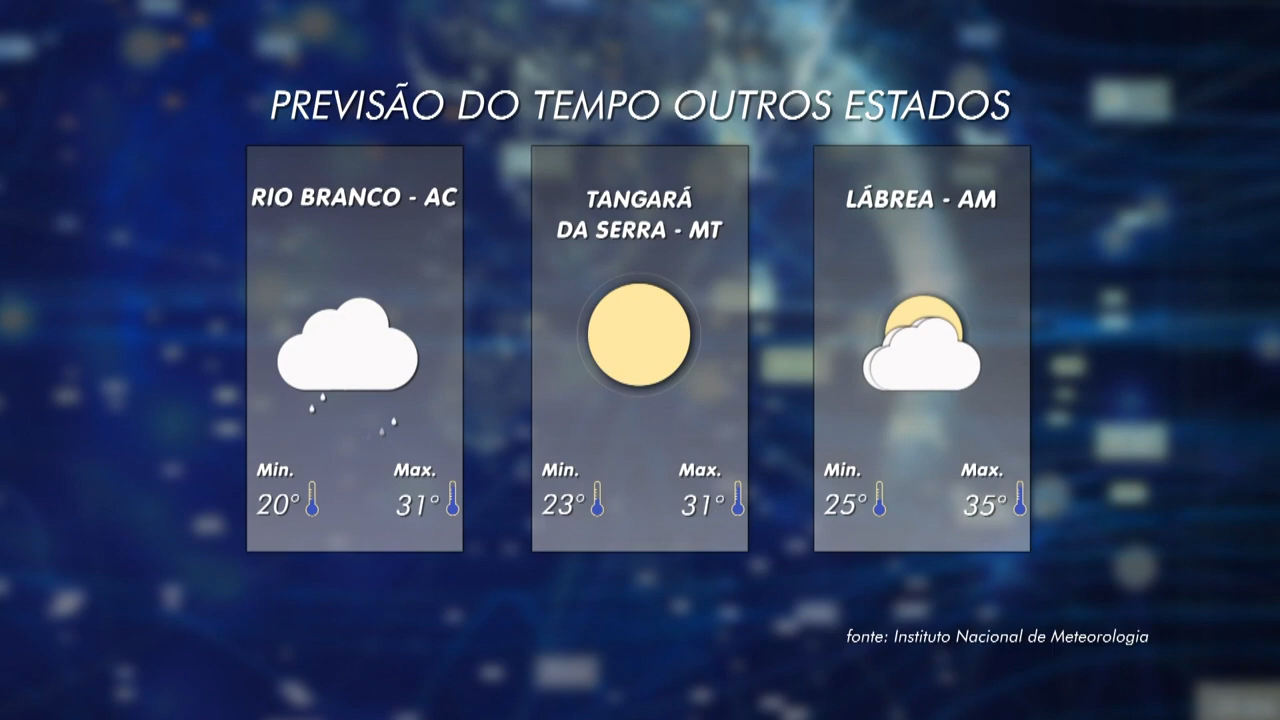 PREVISÃO DO TEMPO OUTROS ESTADOS
RIO BRANCO - AC
Min.
Max.
20°
31°
TANGARÁ
DA SERRA - MT
Min.
Max.
23°
31°
LÁBREA - AM
Min.
Max.
25°
35°
fonte: Instituto Nacional de Meteorologia